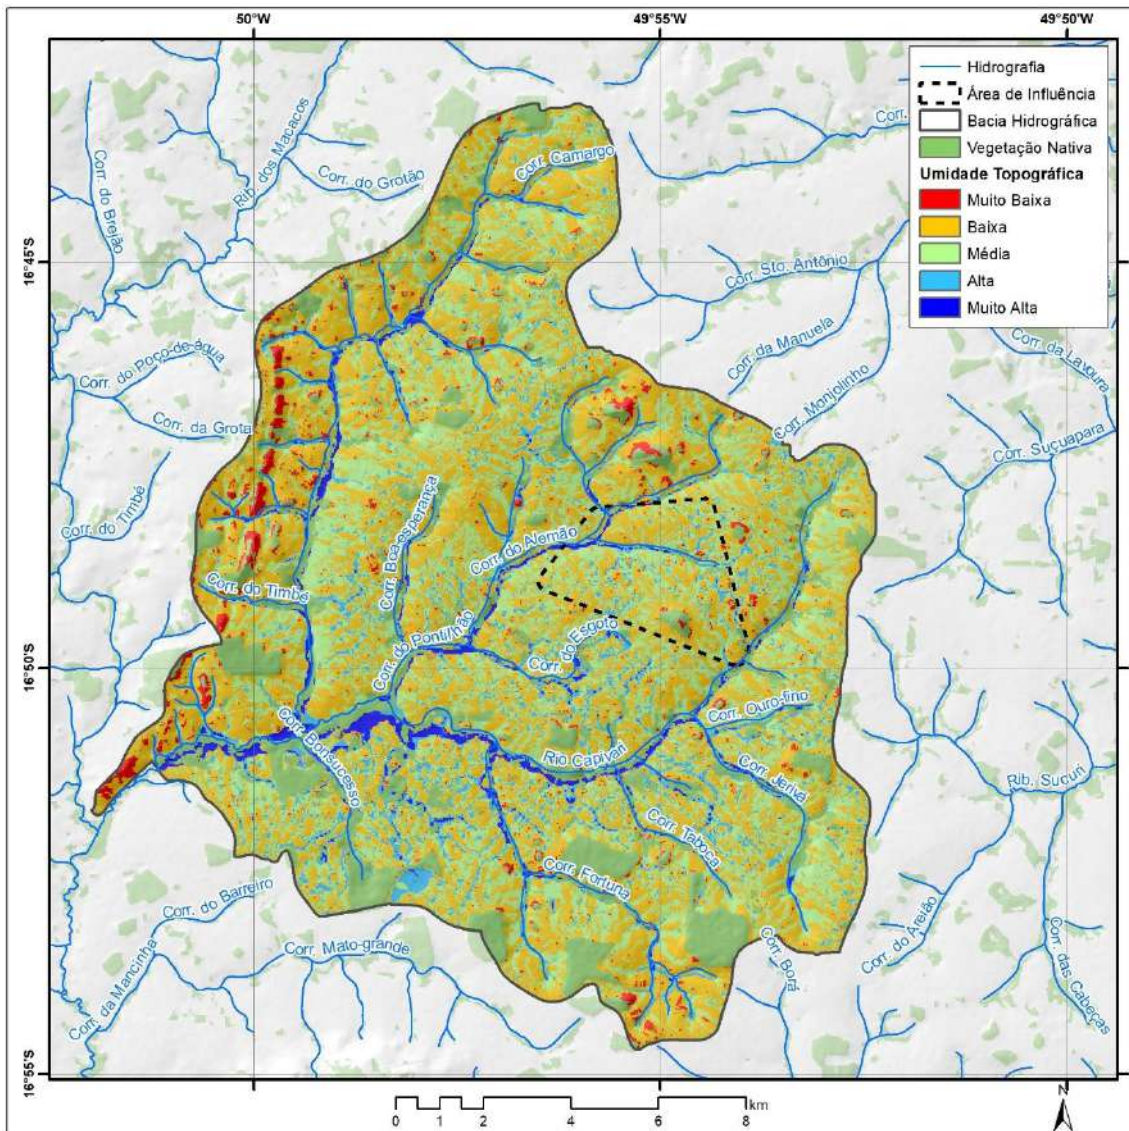 50°W
49°55'W
49°50'W
Hidrografia
Área de Influência
Bacia Hidrográfica
Vegetação Nativa
Umidade Topográfica
Muito Baixa
Baixa
Média
Alta
Muito Alta
Corr.
Corr. do Brejão
Rib. dos Macacos
Corr. do Grotão
Corr. Camargo
16°45'S
Corr. Sto. Antônio
Corr. da Manuela
Corr. da Lavoura
Corr. do Poço-de-água
Corr. Monjolinho
Corr. da Grota
Corr. Suçuapara
Corr. do Timbé
Corr. Boa esperança
Corr. do Alemão
Corr. do Timbé
Corr. do Pontilhão
Corr. do Esgoto
16°50'S
Corr. Ouro-fino
Corr. Bonsucesso
Rio Capivari
Corr. Jerivá
Rib. Sucuri
Corr. Taboca
Corr. Fortuna
Corr. do Barreiro
Corr. Mato-grande
Corr. da Mancinha
Corr. Borá
Corr. do Areião
Corr. das Cabeças
16°55'S
0 1 2 4 6 8
km
N